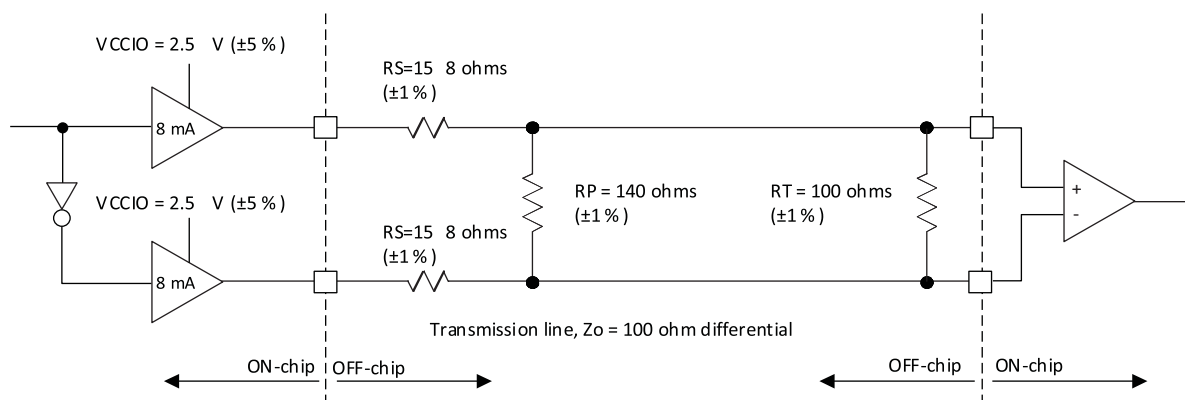 VCCIO = 2.5 V (±5 %)
8 mA
RS=15 8 ohms
(±1 %)
RP = 140 ohms
(±1 %)
RT = 100 ohms
(±1 %)
+
-
VCCIO = 2.5 V (±5 %)
8 mA
RS=15 8 ohms
(±1 %)
Transmission line, Zo = 100 ohm differential
ON-chip
OFF-chip
OFF-chip
ON-chip